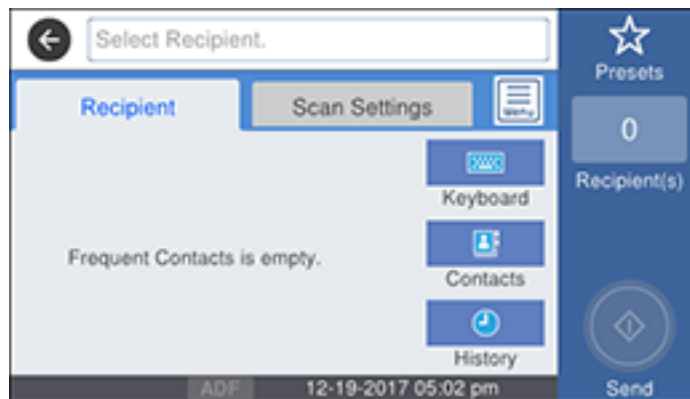 Select Recipient.
Presets
Recipient
Scan Settings
Menu
0
Recipient(s)
Keyboard
Frequent Contacts is empty.
Contacts
History
ADF
12-19-2017 05:02 pm
Send